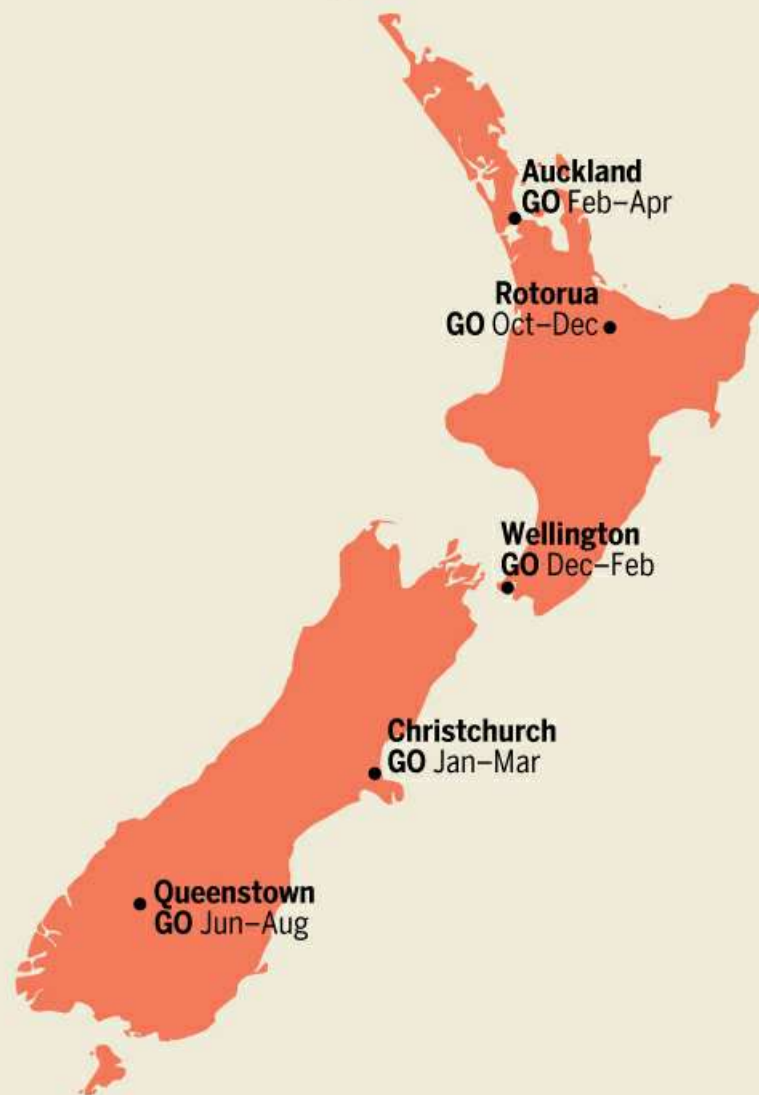 Auckland
GO Feb–Apr
Rotorua
GO Oct–Dec
Wellington
GO Dec–Feb
Christchurch
GO Jan–Mar
Queenstown
GO Jun–Aug